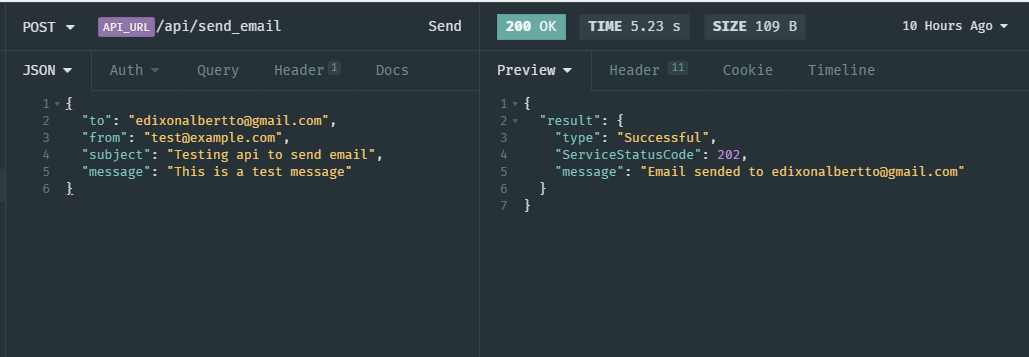 POST API_URL/api/send_email Send
200 OK TIME 5.23 s SIZE 109 B 10 Hours Ago
JSON Auth Query Header 1 Docs
Preview Header 11 Cookie Timeline
1 {
2 "to": "edixonalbertto@gmail.com",
3 "from": "test@example.com",
4 "subject": "Testing api to send email",
5 "message": "This is a test message"
6 }
1 {
2 "result": {
3 "type": "Successful",
4 "ServiceStatusCode": 202,
5 "message": "Email sended to edixonalbertto@gmail.com"
6 }
7 }